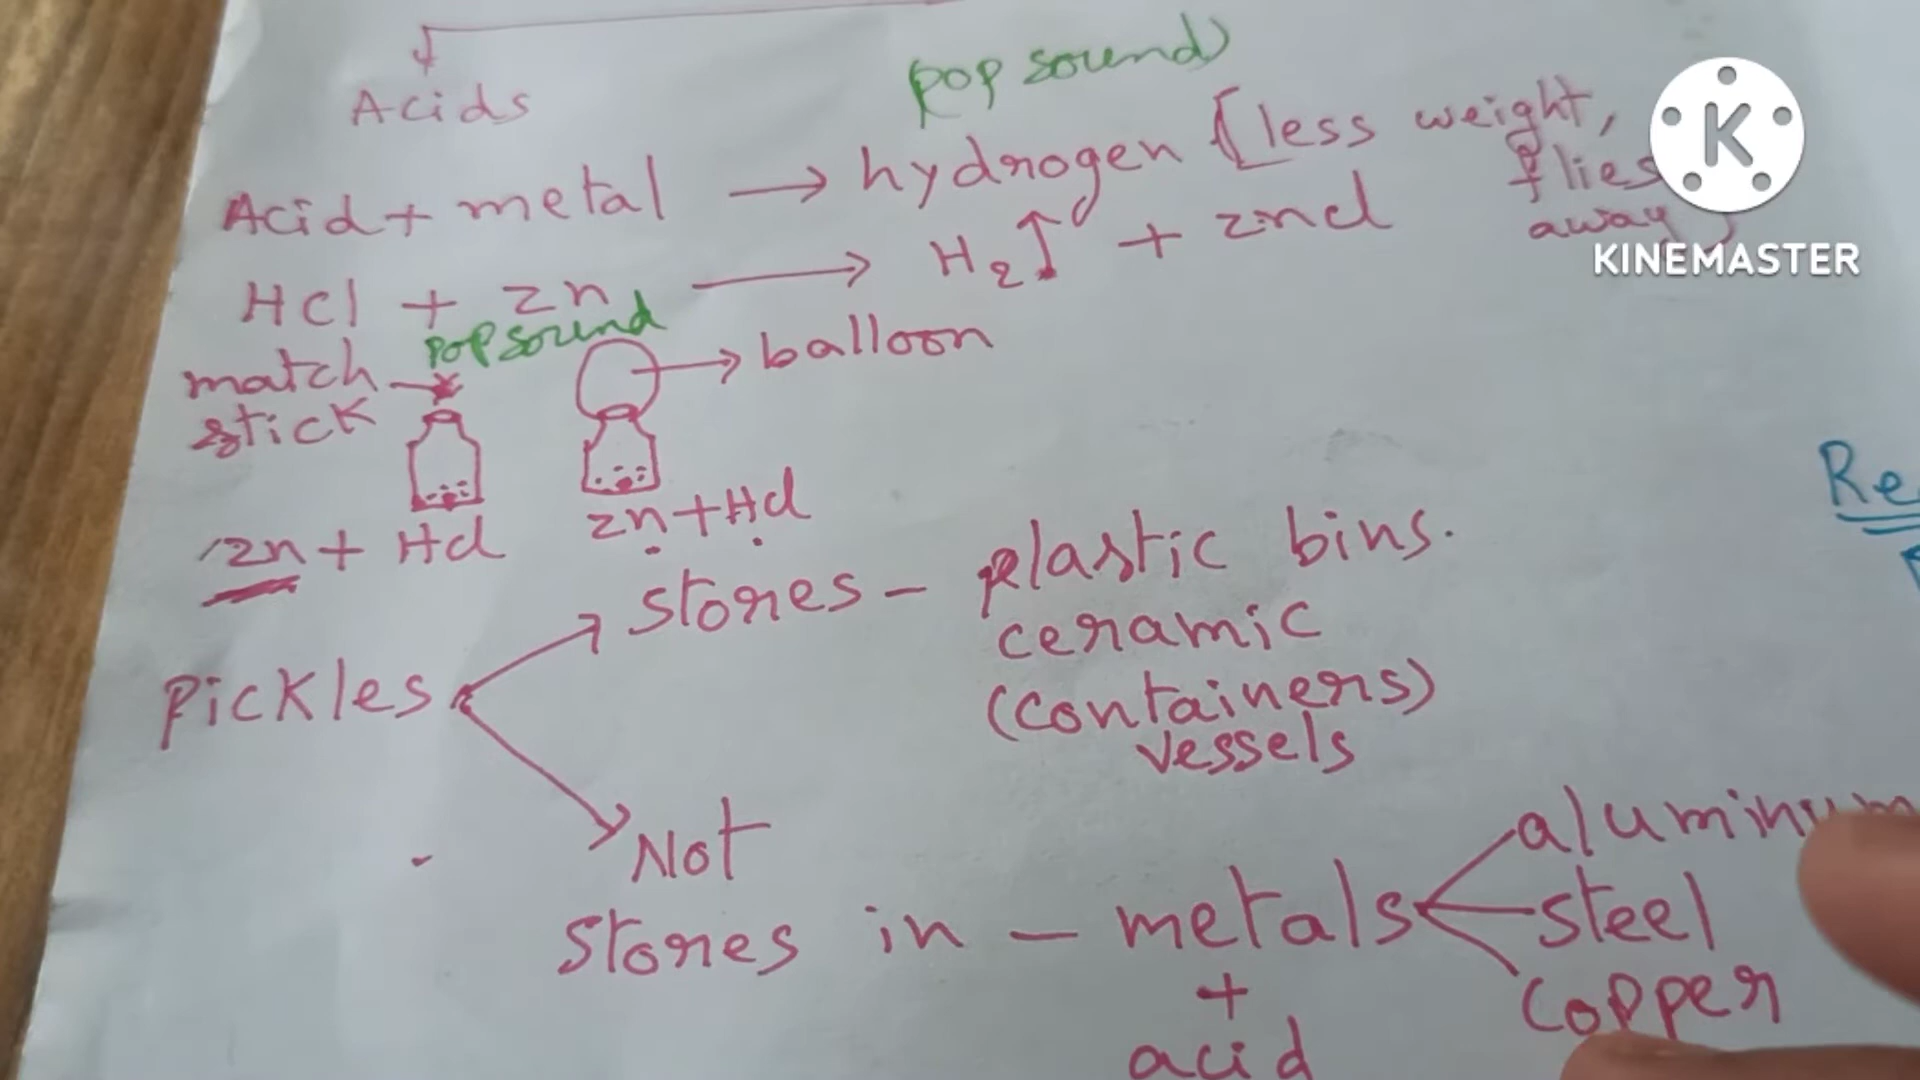 Acids
pop sound
Acid + metal → hydrogen [less weight,
flies
away
HCl + Zn → H2↑ + Zncl
KINEMASTER
match
stick
pop sound
balloon
Zn + Hcl
Zn + Hcl
Pickles
Stores - plastic bins.
ceramic
(containers)
vessels
Not
Stores in - metals
aluminum
steel
Copper
+
acid